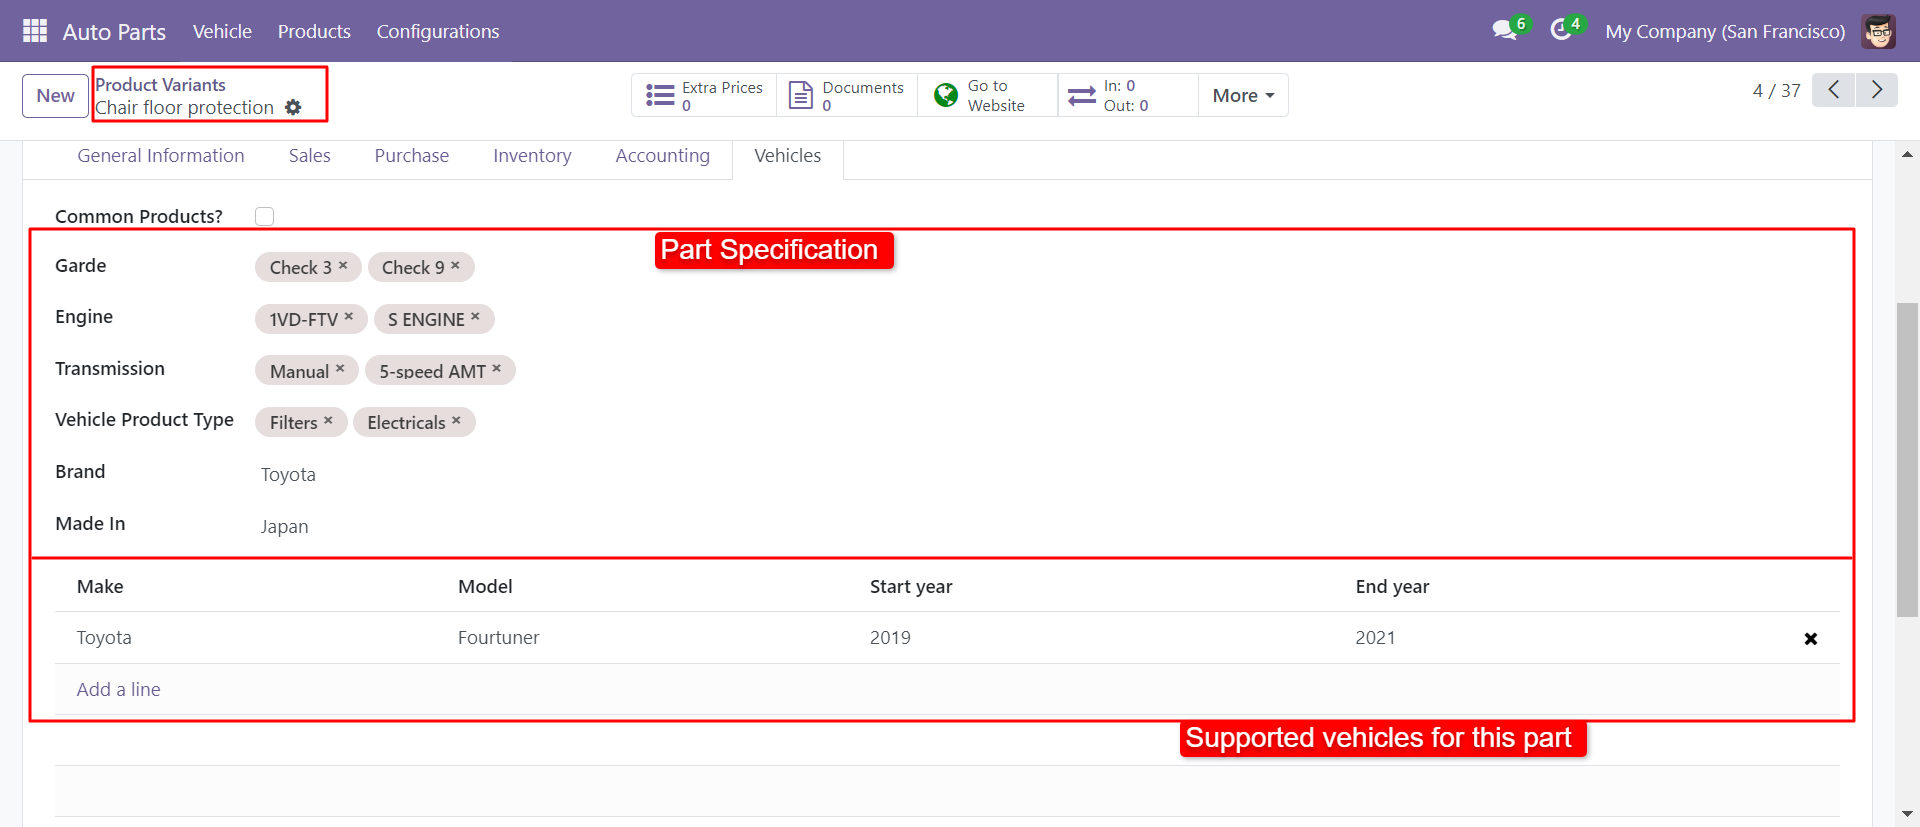 Auto Parts Vehicle Products Configurations 6 4 My Company (San Francisco)
New Product Variants
Chair floor protection
Extra Prices
0
Documents
0
Go to
Website
In: 0
Out: 0
More
4 / 37
General Information Sales Purchase Inventory Accounting Vehicles
Common Products?
Part Specification
Garde Check 3 × Check 9 ×
Engine 1VD-FTV × S ENGINE ×
Transmission Manual × 5-speed AMT ×
Vehicle Product Type Filters × Electricals ×
Brand Toyota
Made In Japan
Make Model Start year End year
Toyota Fourtuner 2019 2021
Add a line
Supported vehicles for this part